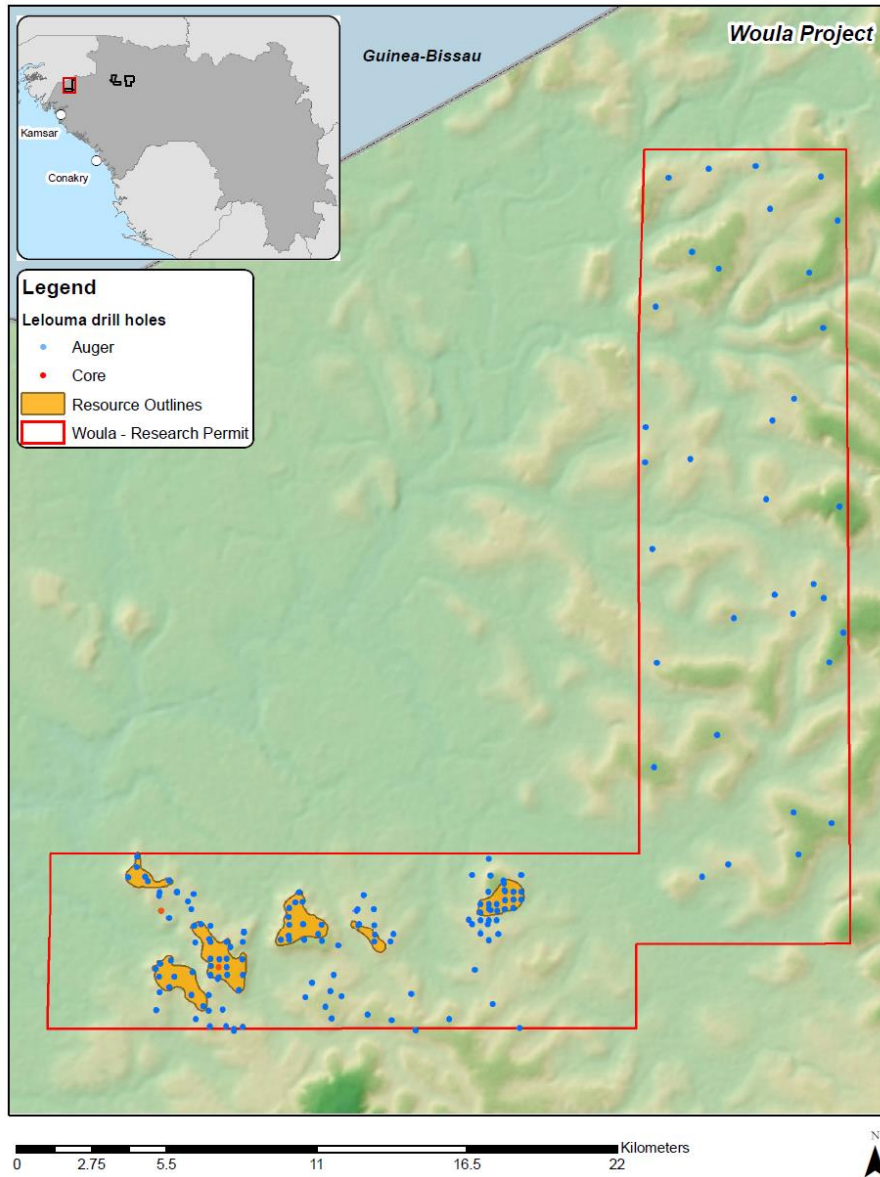 Woula Project
Guinea-Bissau
Kamsar
Conakry
Legend
Lelouma drill holes
Auger
Core
Resource Outlines
Woula - Research Permit
Kilometers
0 2.75 5.5 11 16.5 22
N